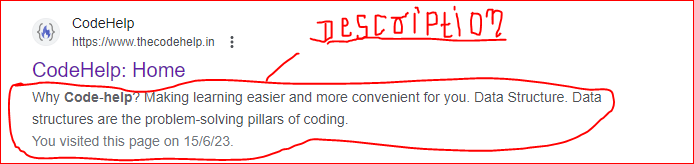 CodeHelp
https://www.thecodehelp.in
DescripTion
CodeHelp: Home
Why Code-help? Making learning easier and more convenient for you. Data Structure. Data
structures are the problem-solving pillars of coding.
You visited this page on 15/6/23.